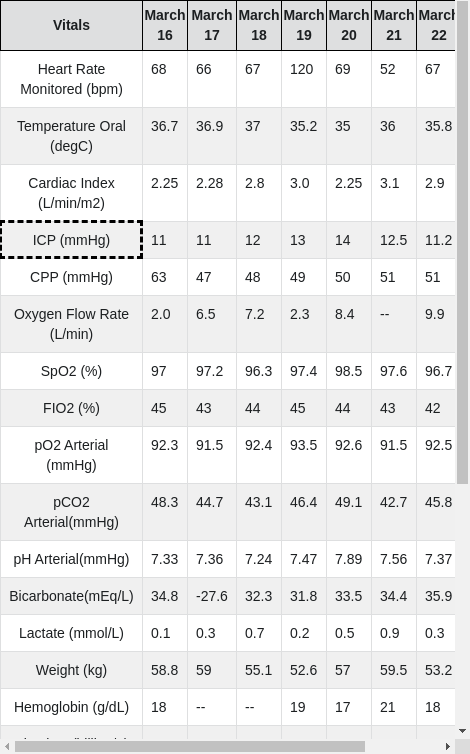 Vitals March 16 March 17 March 18 March 19 March 20 March 21 March 22
Heart Rate Monitored (bpm) 68 66 67 120 69 52 67
Temperature Oral (degC) 36.7 36.9 37 35.2 35 36 35.8
Cardiac Index (L/min/m2) 2.25 2.28 2.8 3.0 2.25 3.1 2.9
ICP (mmHg) 11 11 12 13 14 12.5 11.2
CPP (mmHg) 63 47 48 49 50 51 51
Oxygen Flow Rate (L/min) 2.0 6.5 7.2 2.3 8.4 -- 9.9
SpO2 (%) 97 97.2 96.3 97.4 98.5 97.6 96.7
FIO2 (%) 45 43 44 45 44 43 42
pO2 Arterial (mmHg) 92.3 91.5 92.4 93.5 92.6 91.5 92.5
pCO2 Arterial(mmHg) 48.3 44.7 43.1 46.4 49.1 42.7 45.8
pH Arterial(mmHg) 7.33 7.36 7.24 7.47 7.89 7.56 7.37
Bicarbonate(mEq/L) 34.8 -27.6 32.3 31.8 33.5 34.4 35.9
Lactate (mmol/L) 0.1 0.3 0.7 0.2 0.5 0.9 0.3
Weight (kg) 58.8 59 55.1 52.6 57 59.5 53.2
Hemoglobin (g/dL) 18 -- -- 19 17 21 18